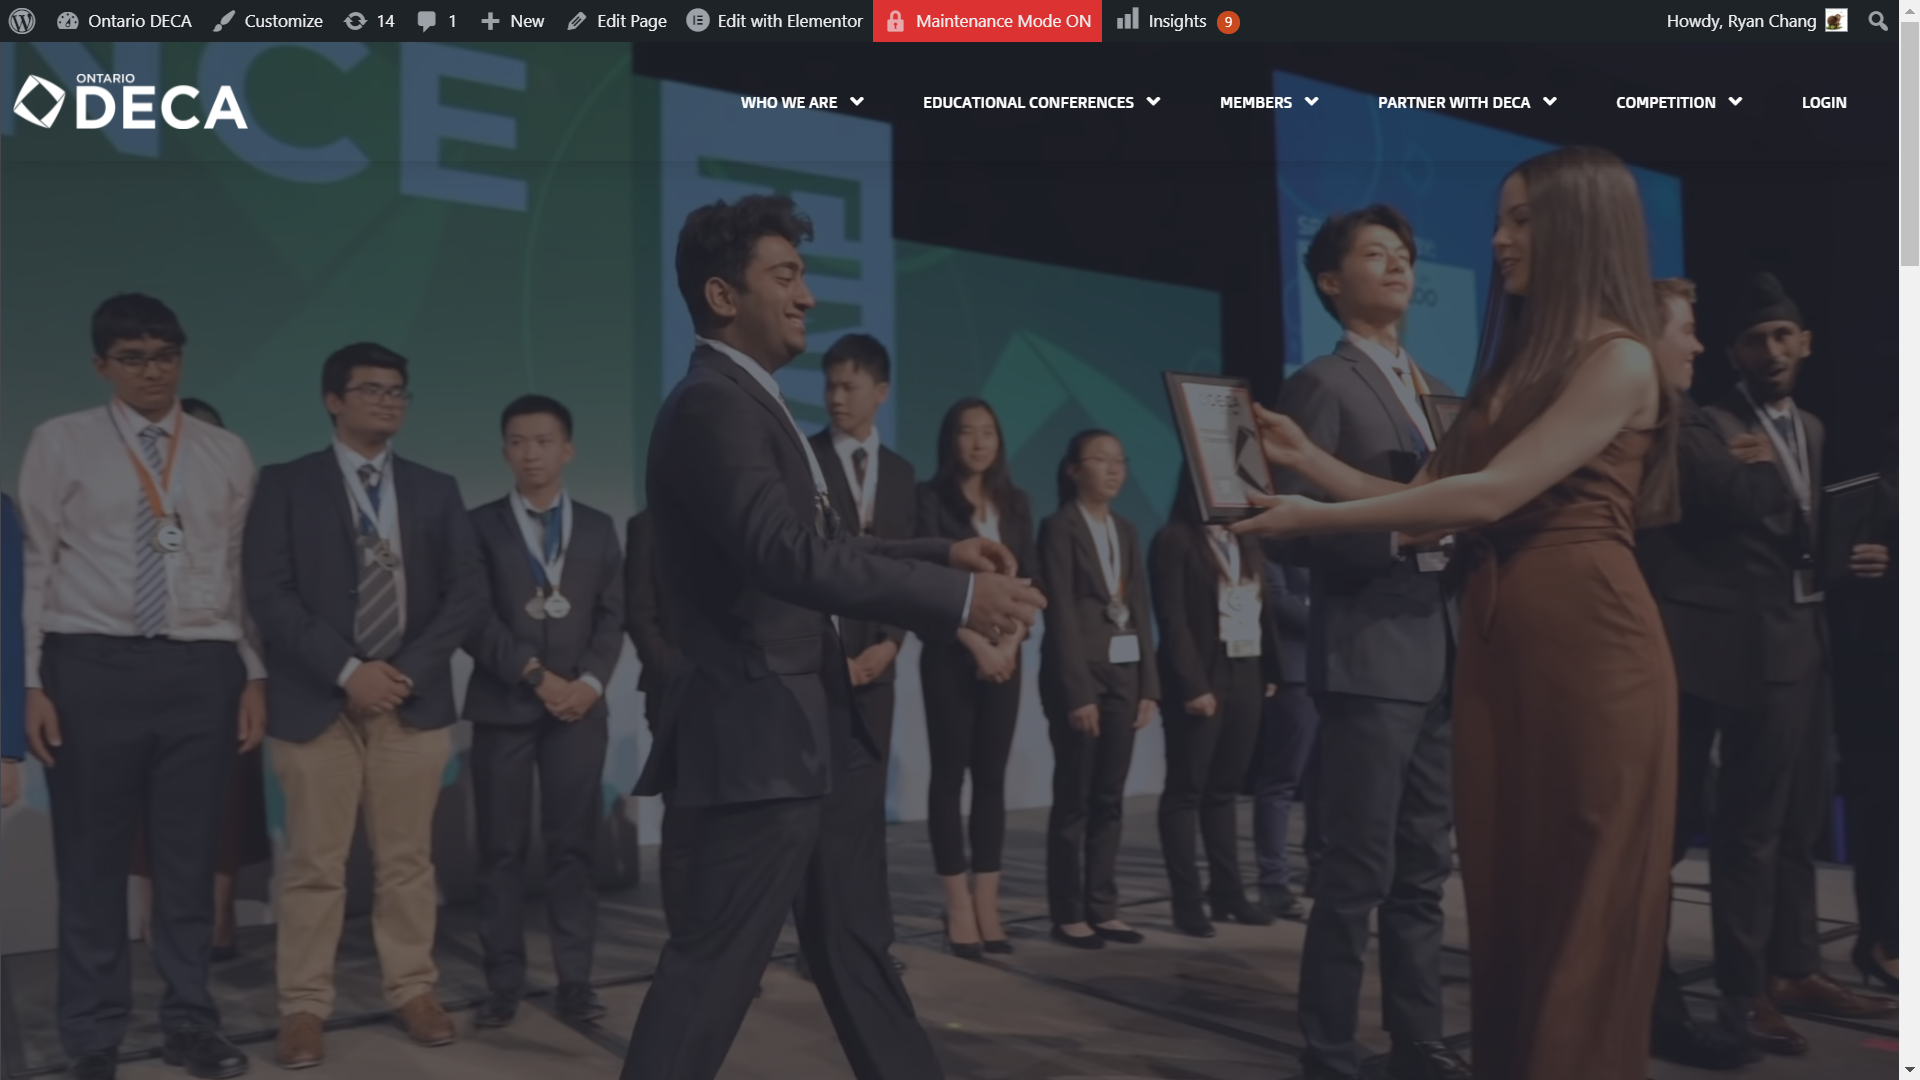 Ontario DECA Customize 14 1 New Edit Page Edit with Elementor Maintenance Mode ON Insights 9 Howdy, Ryan Chang
ONTARIO
DECA
WHO WE ARE EDUCATIONAL CONFERENCES MEMBERS PARTNER WITH DECA COMPETITION LOGIN
NCE